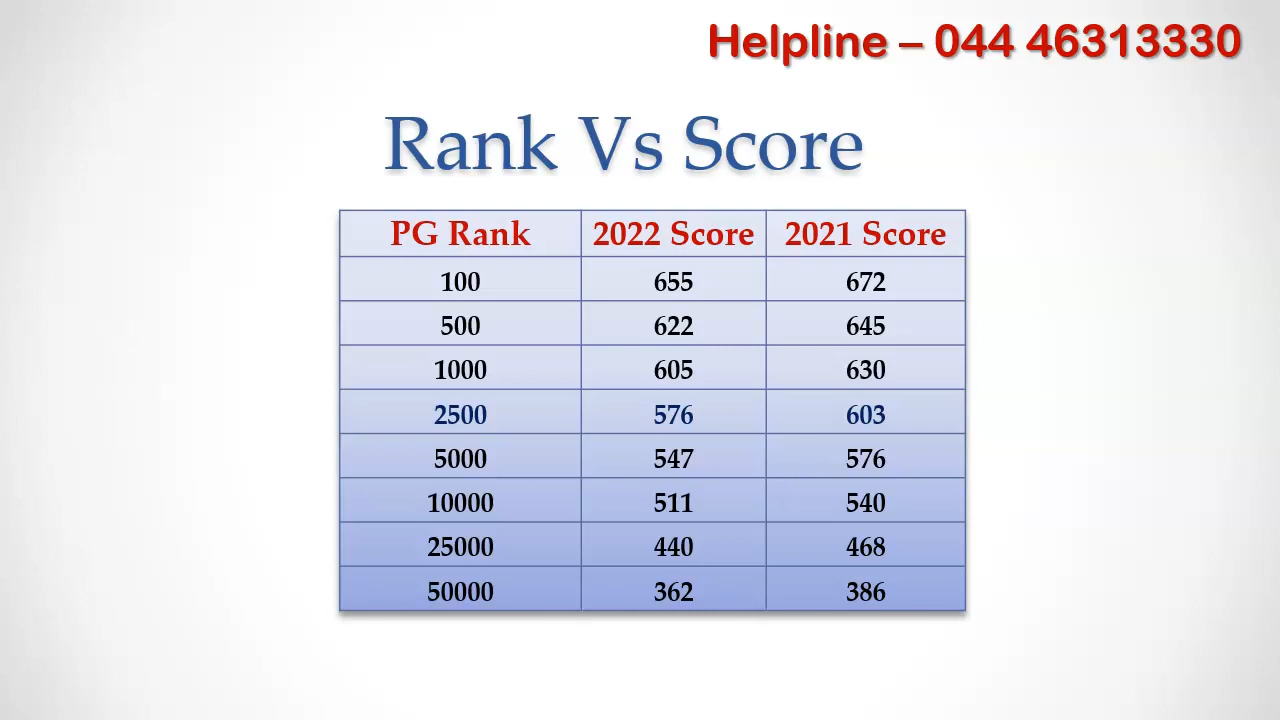 Helpline – 044 46313330
Rank Vs Score
PG Rank 2022 Score 2021 Score
100 655 672
500 622 645
1000 605 630
2500 576 603
5000 547 576
10000 511 540
25000 440 468
50000 362 386